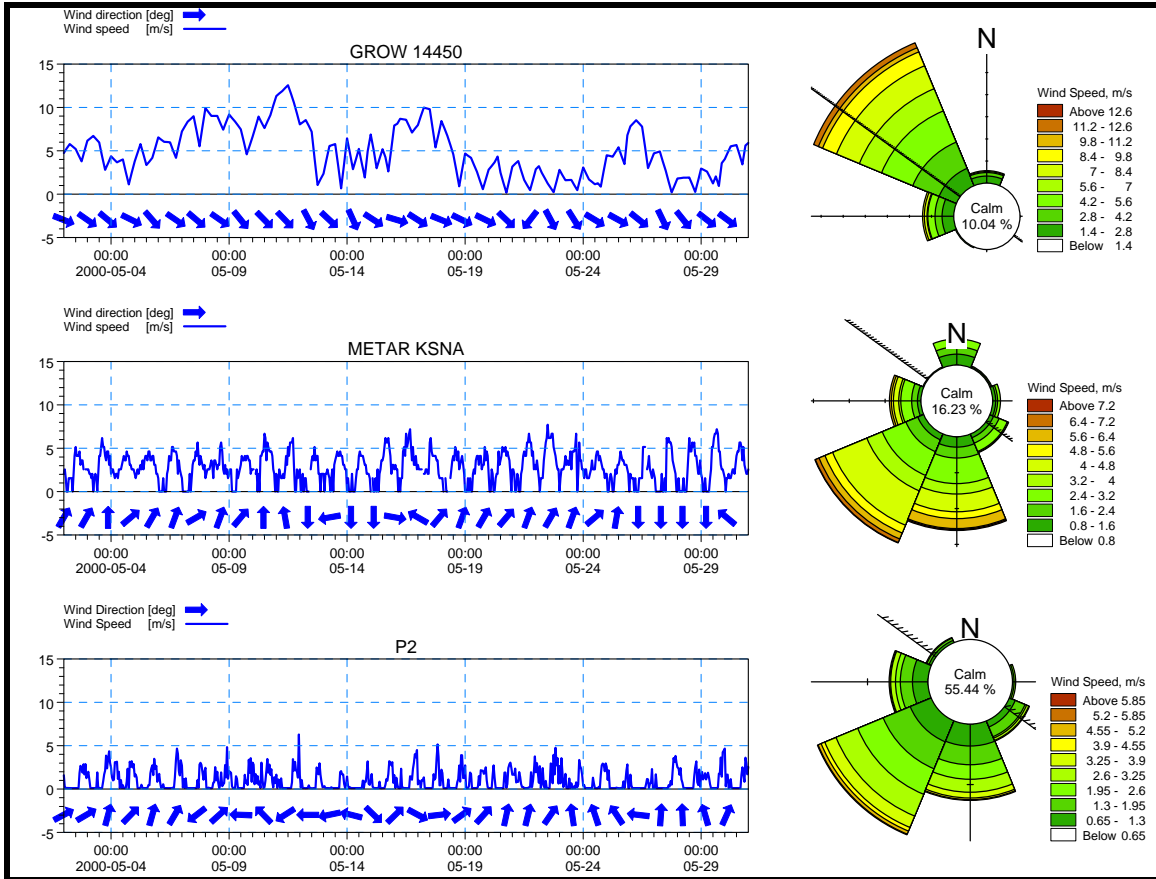 Wind direction [deg]
Wind speed [m/s]
GROW 14450
15
10
5
0
-5
00:00 00:00 00:00 00:00 00:00 00:00
2000-05-04 05-09 05-14 05-19 05-24 05-29
N
Calm
10.04 %
Wind Speed, m/s
Above 12.6
11.2 - 12.6
9.8 - 11.2
8.4 - 9.8
7 - 8.4
5.6 - 7
4.2 - 5.6
2.8 - 4.2
1.4 - 2.8
Below 1.4
Wind direction [deg]
Wind speed [m/s]
METAR KSNA
15
10
5
0
-5
00:00 00:00 00:00 00:00 00:00 00:00
2000-05-04 05-09 05-14 05-19 05-24 05-29
N
Calm
16.23 %
Wind Speed, m/s
Above 7.2
6.4 - 7.2
5.6 - 6.4
4.8 - 5.6
4 - 4.8
3.2 - 4
2.4 - 3.2
1.6 - 2.4
0.8 - 1.6
Below 0.8
Wind Direction [deg]
Wind Speed [m/s]
P2
15
10
5
0
-5
00:00 00:00 00:00 00:00 00:00 00:00
2000-05-04 05-09 05-14 05-19 05-24 05-29
N
Calm
55.44 %
Wind Speed, m/s
Above 5.85
5.2 - 5.85
4.55 - 5.2
3.9 - 4.55
3.25 - 3.9
2.6 - 3.25
1.95 - 2.6
1.3 - 1.95
0.65 - 1.3
Below 0.65